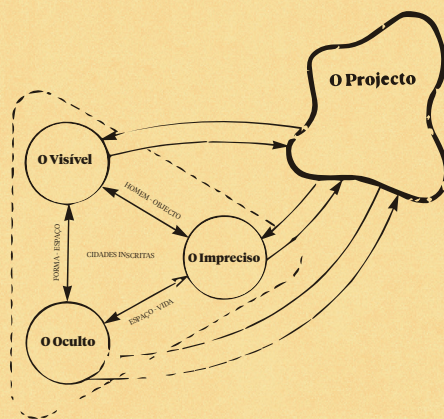 O Projecto
O Visível
HOMEM - OBJECTO
FORMA - ESPAÇO
CIDADES INSCRITAS
O Impreciso
ESPAÇO - VIDA
O Oculto